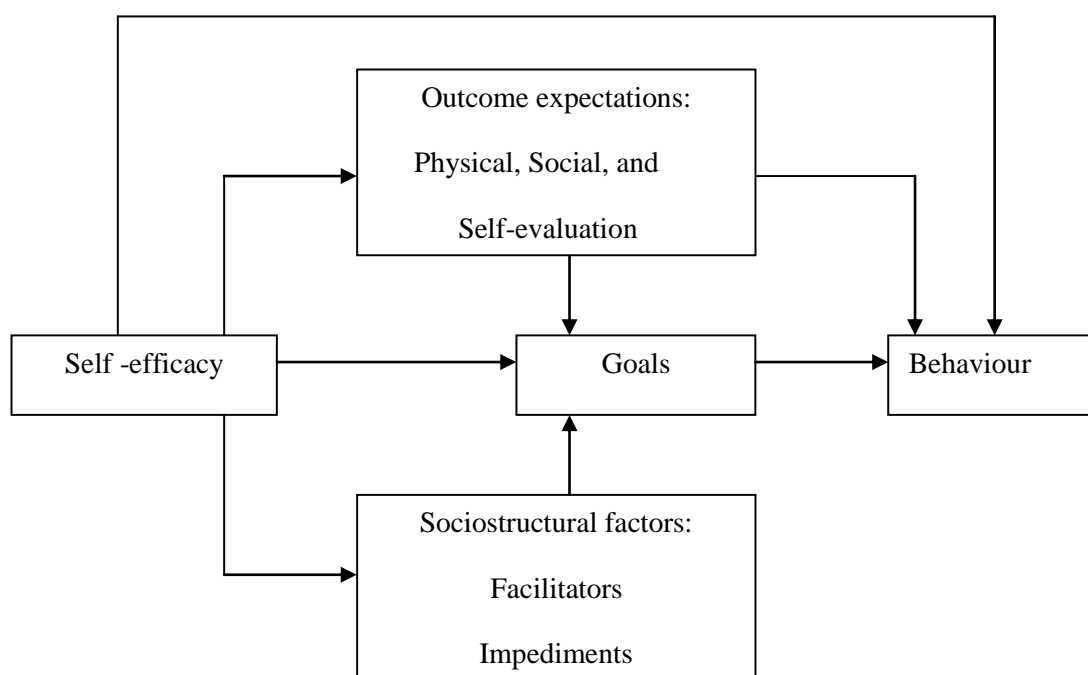 Outcome expectations:
Physical, Social, and
Self-evaluation
Self -efficacy
Goals
Behaviour
Sociostructural factors:
Facilitators
Impediments